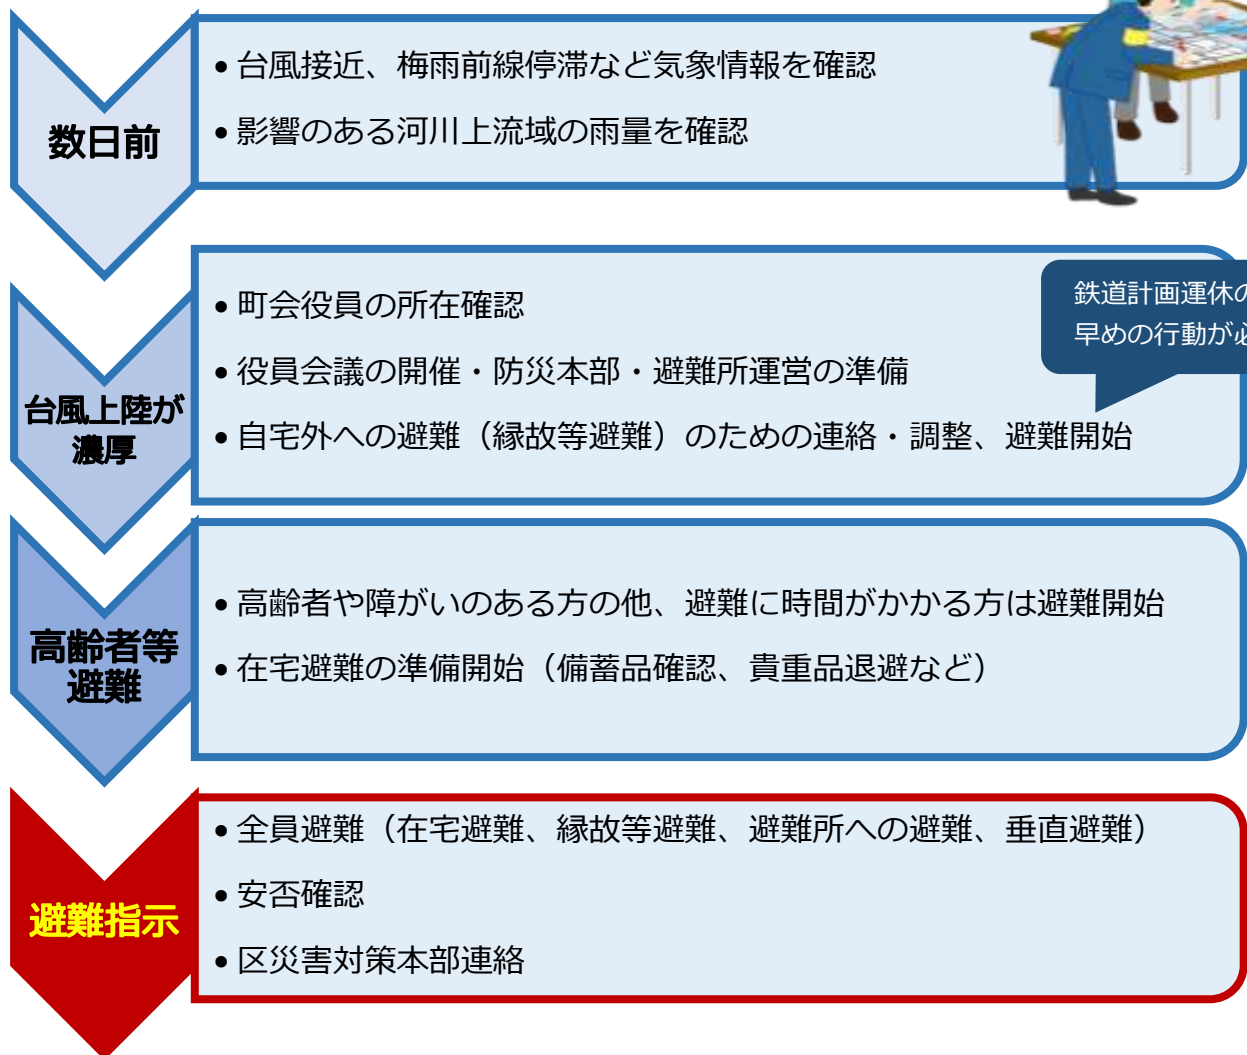 数日前
• 台風接近、梅雨前線停滞など気象情報を確認
• 影響のある河川上流域の雨量を確認
台風上陸が
濃厚
• 町会役員の所在確認
• 役員会議の開催・防災本部・避難所運営の準備
• 自宅外への避難（縁故等避難）のための連絡・調整、避難開始
鉄道計画運休の
早めの行動が必
高齢者等
避難
• 高齢者や障がいのある方の他、避難に時間がかかる方は避難開始
• 在宅避難の準備開始（備蓄品確認、貴重品退避など）
避難指示
• 全員避難（在宅避難、縁故等避難、避難所への避難、垂直避難）
• 安否確認
• 区災害対策本部連絡